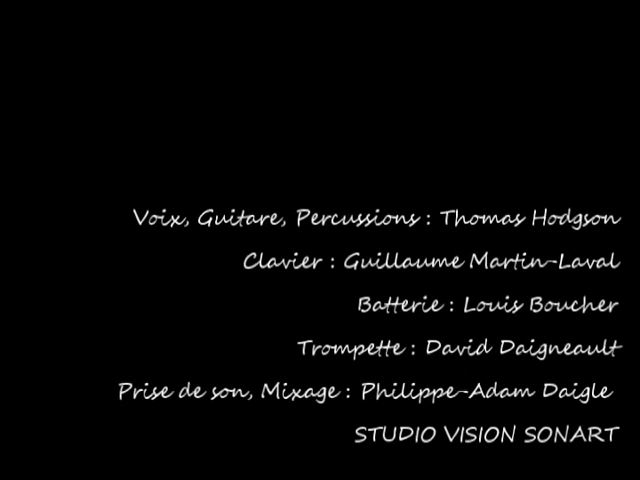 Voix, Guitare, Percussions : Thomas Hodgson
Clavier : Guillaume Martin-Laval
Batterie : Louis Boucher
Trompette : David Daigneault
Prise de son, Mixage : Philippe-Adam Daigle
STUDIO VISION SONART